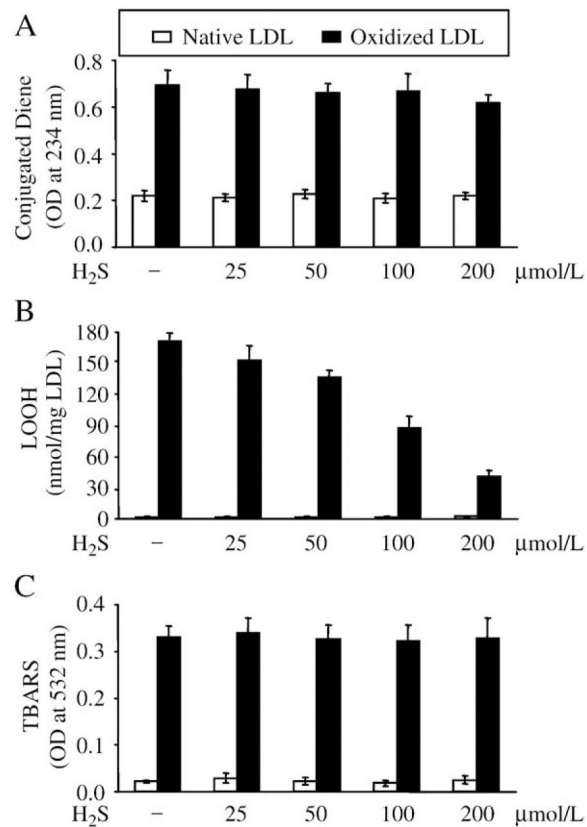 A
Native LDL Oxidized LDL
Conjugated Diene
(OD at 234 nm)
0.8
0.6
0.4
0.2
0.0
H₂S – 25 50 100 200 μmol/L
B
LOOH
(nmol/mg LDL)
180
150
120
90
60
30
0
H₂S – 25 50 100 200 μmol/L
C
TBARS
(OD at 532 nm)
0.4
0.3
0.2
0.1
0.0
H₂S – 25 50 100 200 μmol/L